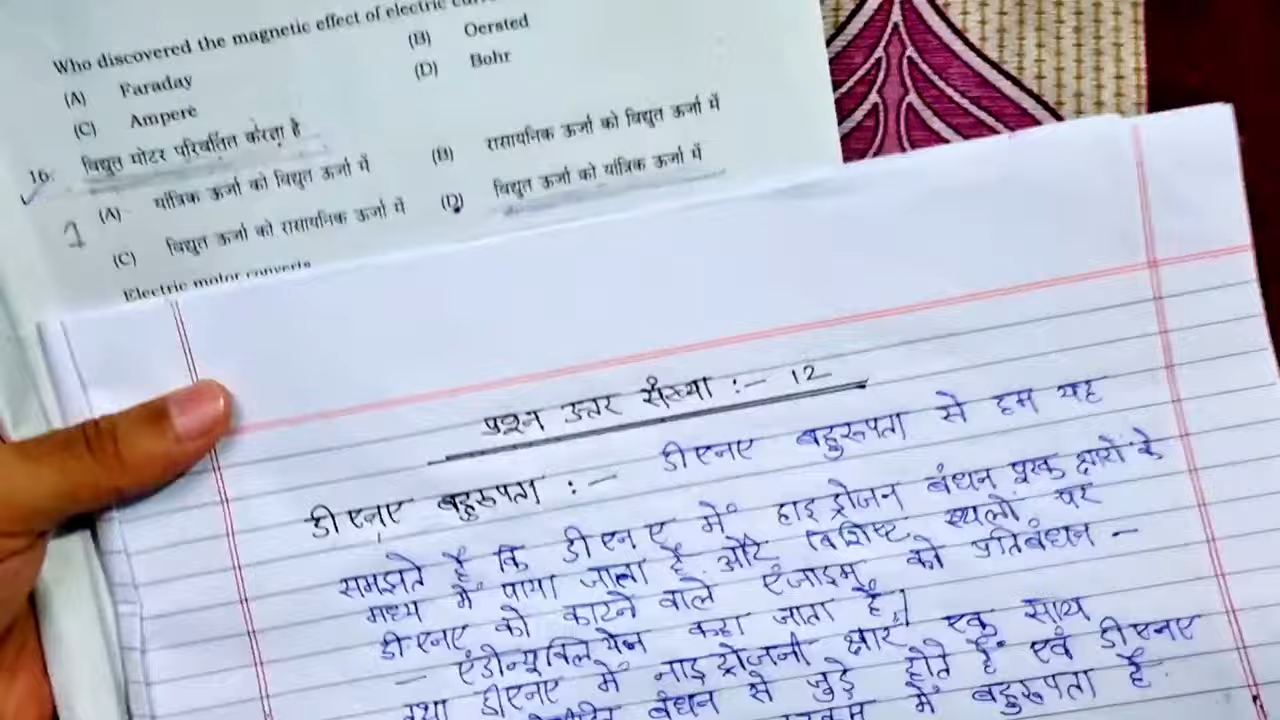 Who discovered the magnetic effect of electric
(A) Faraday (B) Oersted
(C) Ampere (D) Bohr
16. विद्युत मोटर परिवर्तित करता है
(A) यांत्रिक ऊर्जा को विद्युत ऊर्जा में (B) रासायनिक ऊर्जा को विद्युत ऊर्जा में
(C) विद्युत ऊर्जा को रासायनिक ऊर्जा में (D) विद्युत ऊर्जा को यांत्रिक ऊर्जा में
Electric motor converts
प्रश्न उत्तर संख्या :- 12
डीएनए बहुरूपता :- डीएनए बहुरूपता से हम यह
समझते हैं कि डीएनए में हाइड्रोजन बंधन पूरक क्षारों के
मध्य में पाया जाता है. और विशिष्ट स्थलों पर
डीएनए को काटने वाले एंजाइम को प्रतिबंधन -
- एंडोन्यूक्लियेज कहा जाता है।
तथा डीएनए में नाइट्रोजनी क्षार एक साथ
बंधन से जुड़े होते हैं एवं डीएनए
में बहुरूपता है.